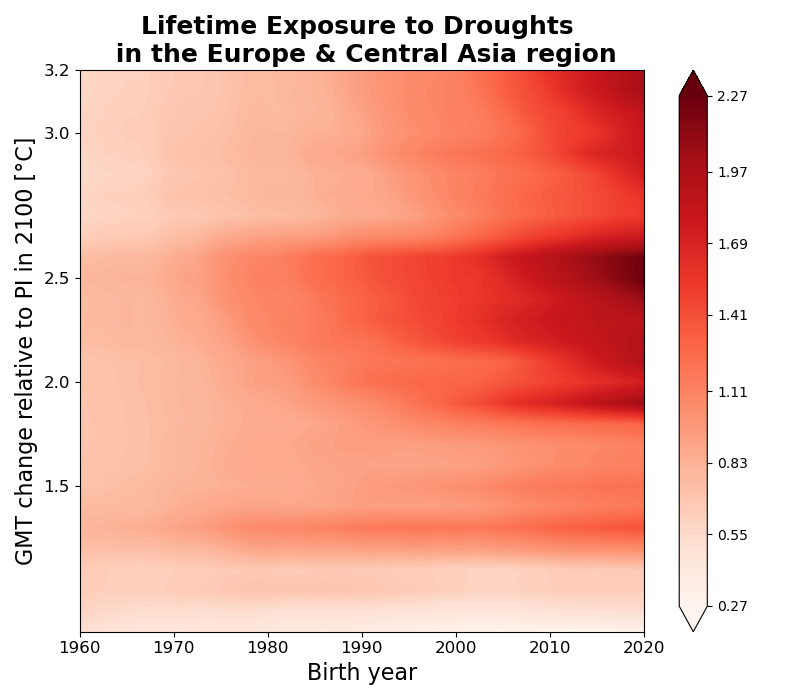 Lifetime Exposure to Droughts
in the Europe & Central Asia region
GMT change relative to PI in 2100 [°C]
3.2
3.0
2.5
2.0
1.5
1960 1970 1980 1990 2000 2010 2020
Birth year
2.27
1.97
1.69
1.41
1.11
0.83
0.55
0.27